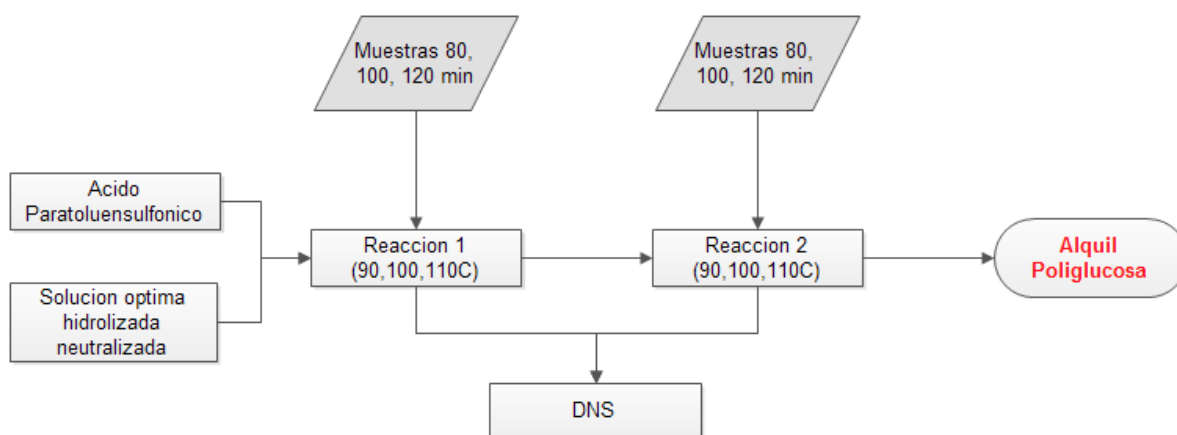 Muestras 80,
100, 120 min
Muestras 80,
100, 120 min
Acido
Paratoluensulfonico
Reaccion 1
(90,100,110C)
Reaccion 2
(90,100,110C)
Alquil
Poliglucosa
Solucion optima
hidrolizada
neutralizada
DNS